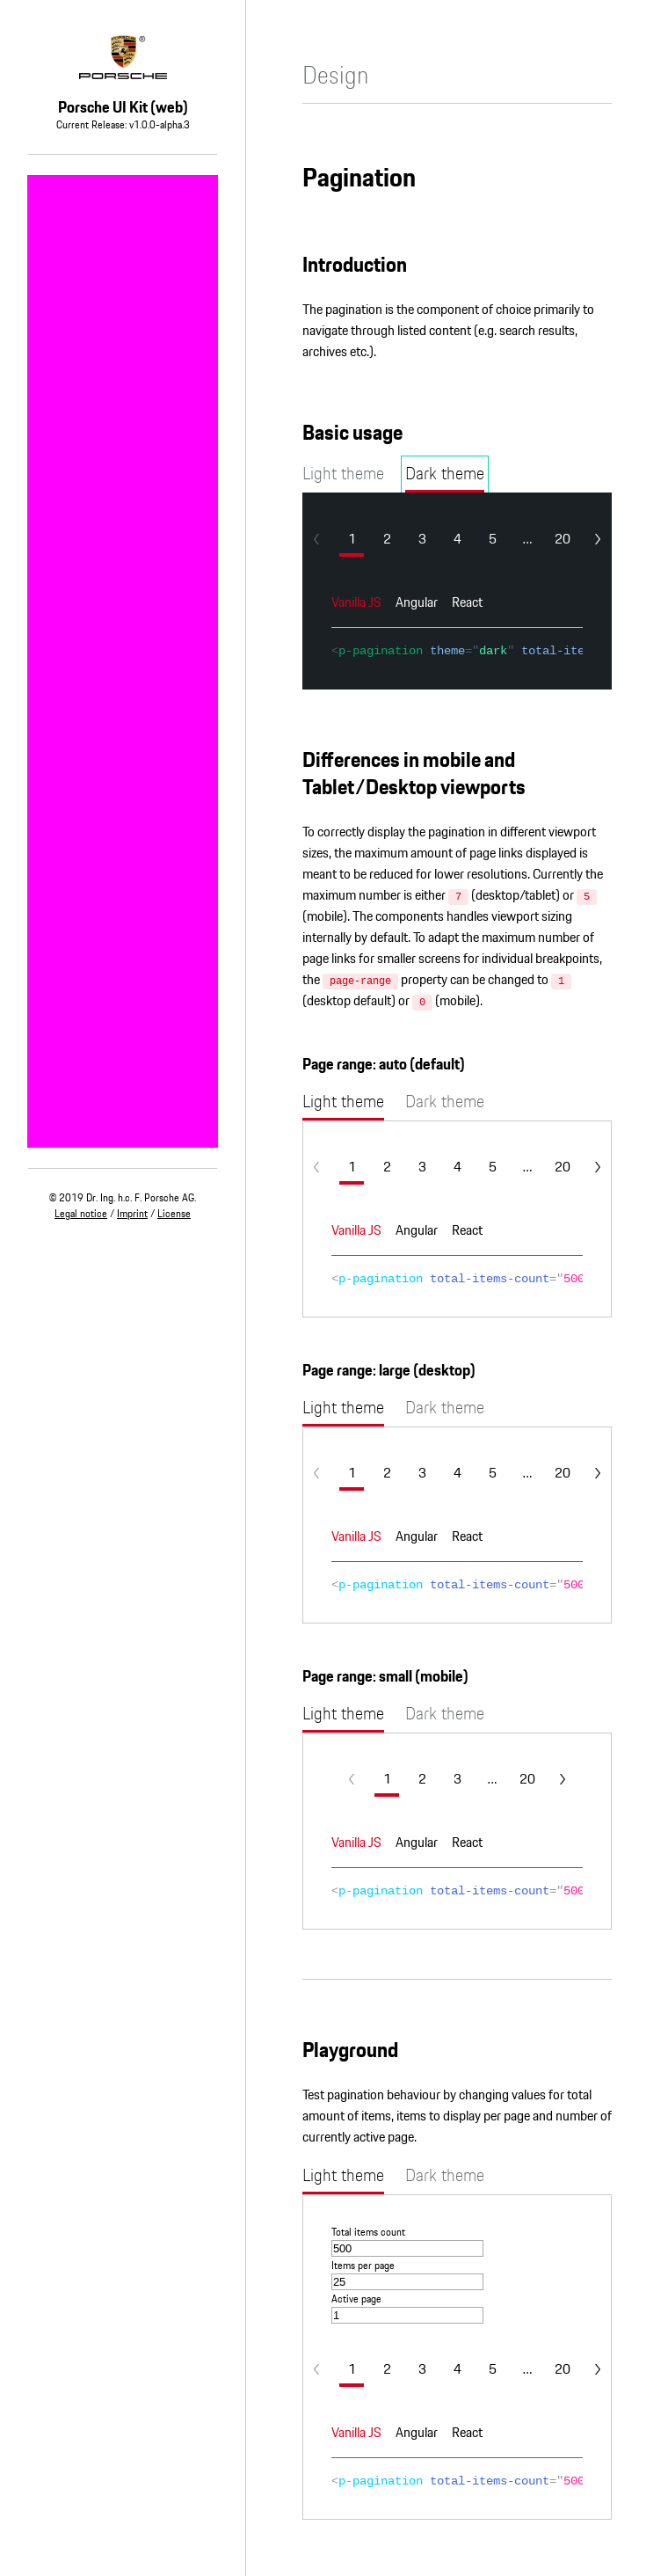 PORSCHE
Porsche UI Kit (web)
Current Release: v1.0.0-alpha.3
© 2019 Dr. Ing. h.c. F. Porsche AG.
Legal notice / Imprint / License
Design
Pagination
Introduction
The pagination is the component of choice primarily to
navigate through listed content (e.g. search results,
archives etc.).
Basic usage
Light theme Dark theme
1 2 3 4 5 ... 20
Vanilla JS Angular React
<p-pagination theme="dark" total-ite
Differences in mobile and
Tablet/Desktop viewports
To correctly display the pagination in different viewport
sizes, the maximum amount of page links displayed is
meant to be reduced for lower resolutions. Currently the
maximum number is either 7 (desktop/tablet) or 5
(mobile). The components handles viewport sizing
internally by default. To adapt the maximum number of
page links for smaller screens for individual breakpoints,
the page-range property can be changed to 1
(desktop default) or 0 (mobile).
Page range: auto (default)
Light theme Dark theme
1 2 3 4 5 ... 20
Vanilla JS Angular React
<p-pagination total-items-count="500
Page range: large (desktop)
Light theme Dark theme
1 2 3 4 5 ... 20
Vanilla JS Angular React
<p-pagination total-items-count="500
Page range: small (mobile)
Light theme Dark theme
1 2 3 ... 20
Vanilla JS Angular React
<p-pagination total-items-count="500
Playground
Test pagination behaviour by changing values for total
amount of items, items to display per page and number of
currently active page.
Light theme Dark theme
Total items count
500
Items per page
25
Active page
1
1 2 3 4 5 ... 20
Vanilla JS Angular React
<p-pagination total-items-count="500